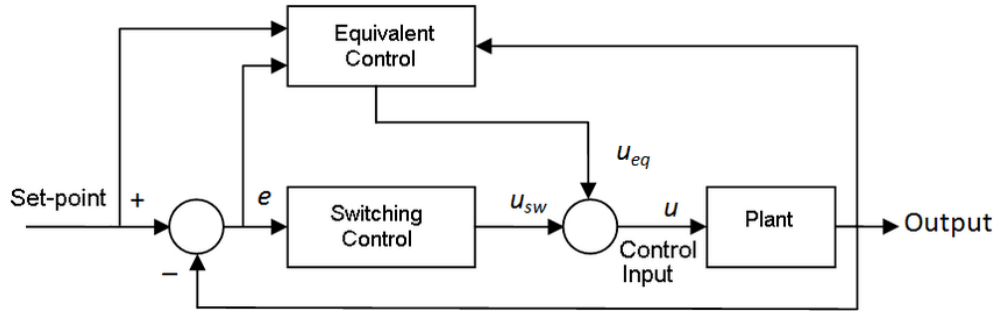 Equivalent
Control
u_eq
Set-point
+
e
Switching
Control
u_sw
u
Plant
Output
−
Control
Input